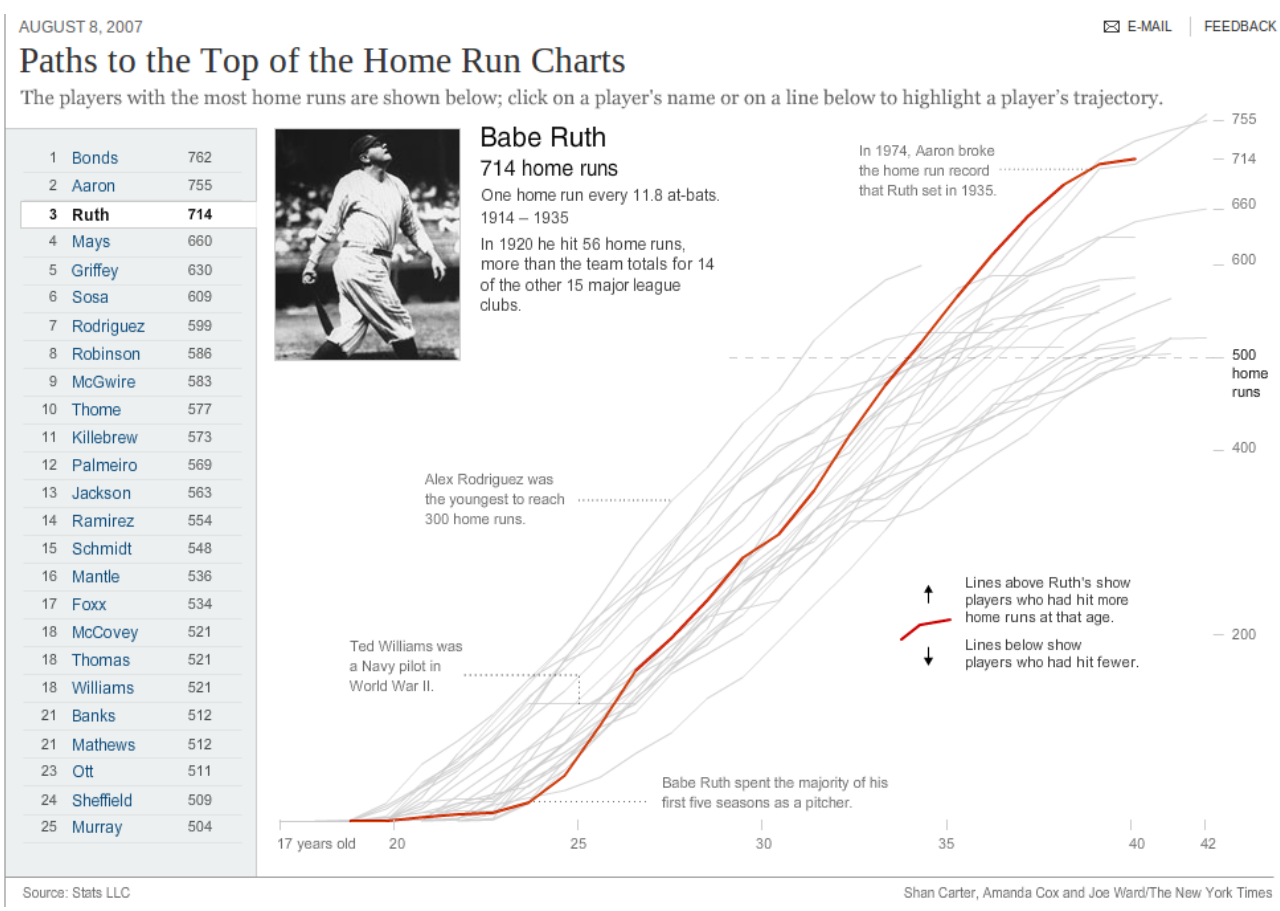 AUGUST 8, 2007
E-MAIL
FEEDBACK
Paths to the Top of the Home Run Charts
The players with the most home runs are shown below; click on a player's name or on a line below to highlight a player's trajectory.
1 Bonds 762
2 Aaron 755
3 Ruth 714
4 Mays 660
5 Griffey 630
6 Sosa 609
7 Rodriguez 599
8 Robinson 586
9 McGwire 583
10 Thome 577
11 Killebrew 573
12 Palmeiro 569
13 Jackson 563
14 Ramirez 554
15 Schmidt 548
16 Mantle 536
17 Foxx 534
18 McCovey 521
18 Thomas 521
18 Williams 521
21 Banks 512
21 Mathews 512
23 Ott 511
24 Sheffield 509
25 Murray 504
Babe Ruth
714 home runs
One home run every 11.8 at-bats.
1914 – 1935
In 1920 he hit 56 home runs,
more than the team totals for 14
of the other 15 major league
clubs.
In 1974, Aaron broke
the home run record
that Ruth set in 1935.
755
714
660
600
500
home
runs
400
200
Alex Rodriguez was
the youngest to reach
300 home runs.
Ted Williams was
a Navy pilot in
World War II.
Lines above Ruth's show
players who had hit more
home runs at that age.
Lines below show
players who had hit fewer.
Babe Ruth spent the majority of his
first five seasons as a pitcher.
17 years old 20 25 30 35 40 42
Source: Stats LLC
Shan Carter, Amanda Cox and Joe Ward/The New York Times